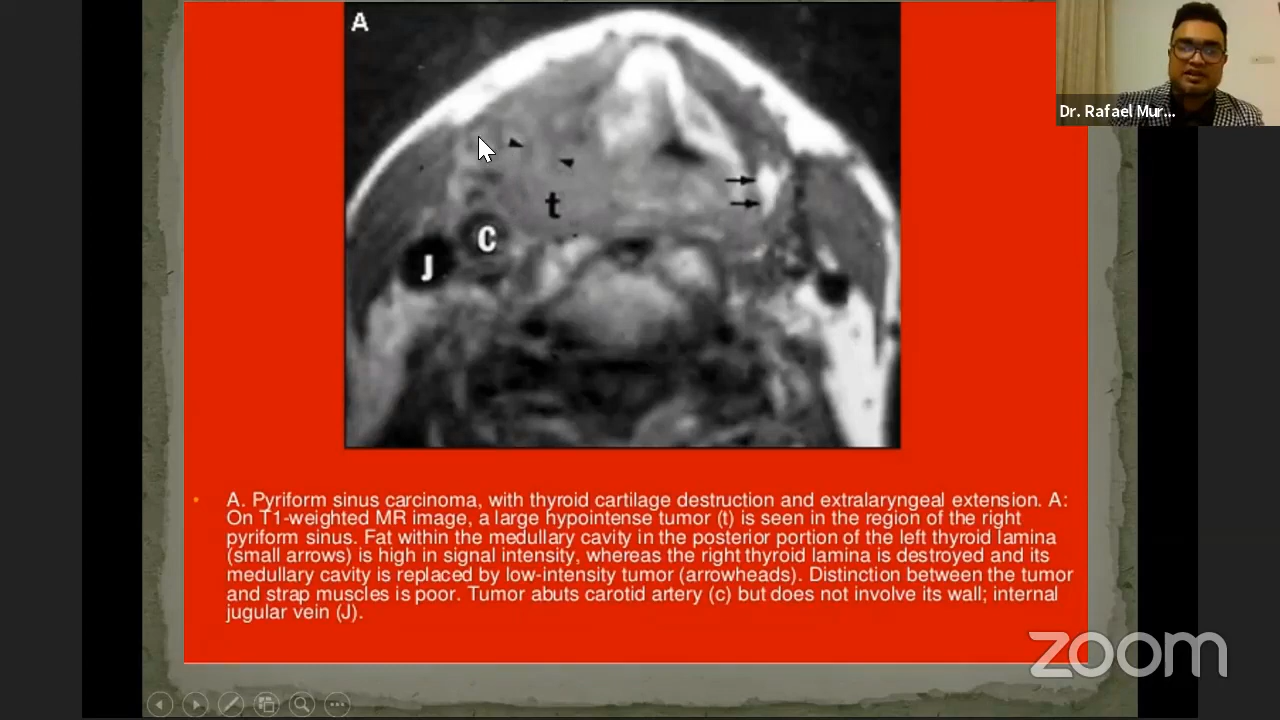 A
Dr. Rafael Mur...
t
C
J
• A. Pyriform sinus carcinoma, with thyroid cartilage destruction and extralaryngeal extension. A:
On T1-weighted MR image, a large hypointense tumor (t) is seen in the region of the right
pyriform sinus. Fat within the medullary cavity in the posterior portion of the left thyroid lamina
(small arrows) is high in signal intensity, whereas the right thyroid lamina is destroyed and its
medullary cavity is replaced by low-intensity tumor (arrowheads). Distinction between the tumor
and strap muscles is poor. Tumor abuts carotid artery (c) but does not involve its wall; internal
jugular vein (J).
zoom